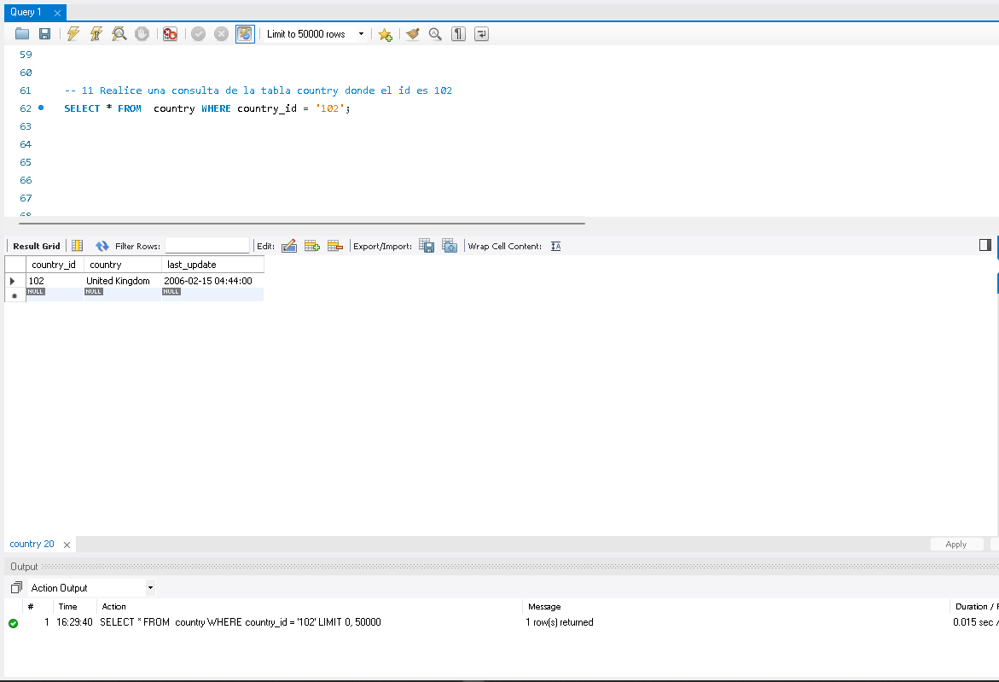 Query 1
Limit to 50000 rows
59
60
61 -- 11 Realice una consulta de la tabla country donde el id es 102
62 SELECT * FROM  country WHERE country_id = '102';
63
64
65
66
67
68
Result Grid Filter Rows: Edit: Export/Import: Wrap Cell Content: IA
country_id country last_update
102 United Kingdom 2006-02-15 04:44:00
NULL NULL NULL
country 20 Apply
Output
Action Output
# Time Action Message Duration /
1 16:29:40 SELECT * FROM  country WHERE country_id = '102' LIMIT 0, 50000 1 row(s) returned 0.015 sec /